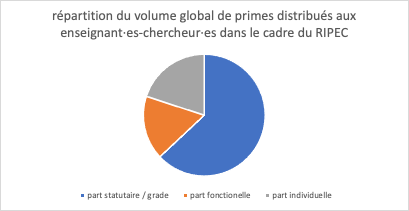 répartition du volume global de primes distribués aux
enseignant·es-chercheur·es dans le cadre du RIPEC
part statutaire / grade part fonctionelle part individuelle